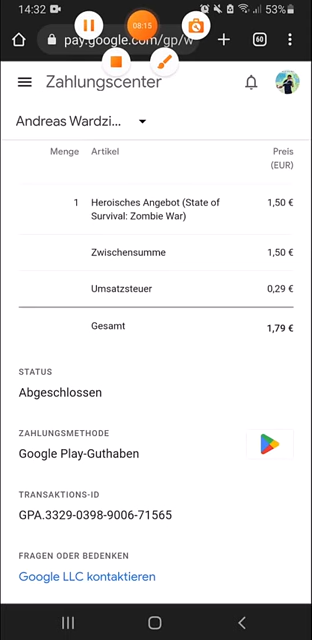 14:32 53%
08:15
pay.google.com/gp/w
60
Zahlungscenter
Andreas Wardzi...
Menge Artikel Preis
(EUR)
1 Heroisches Angebot (State of 1,50 €
Survival: Zombie War)
Zwischensumme 1,50 €
Umsatzsteuer 0,29 €
Gesamt 1,79 €
STATUS
Abgeschlossen
ZAHLUNGSMETHODE
Google Play-Guthaben
TRANSAKTIONS-ID
GPA.3329-0398-9006-71565
FRAGEN ODER BEDENKEN
Google LLC kontaktieren